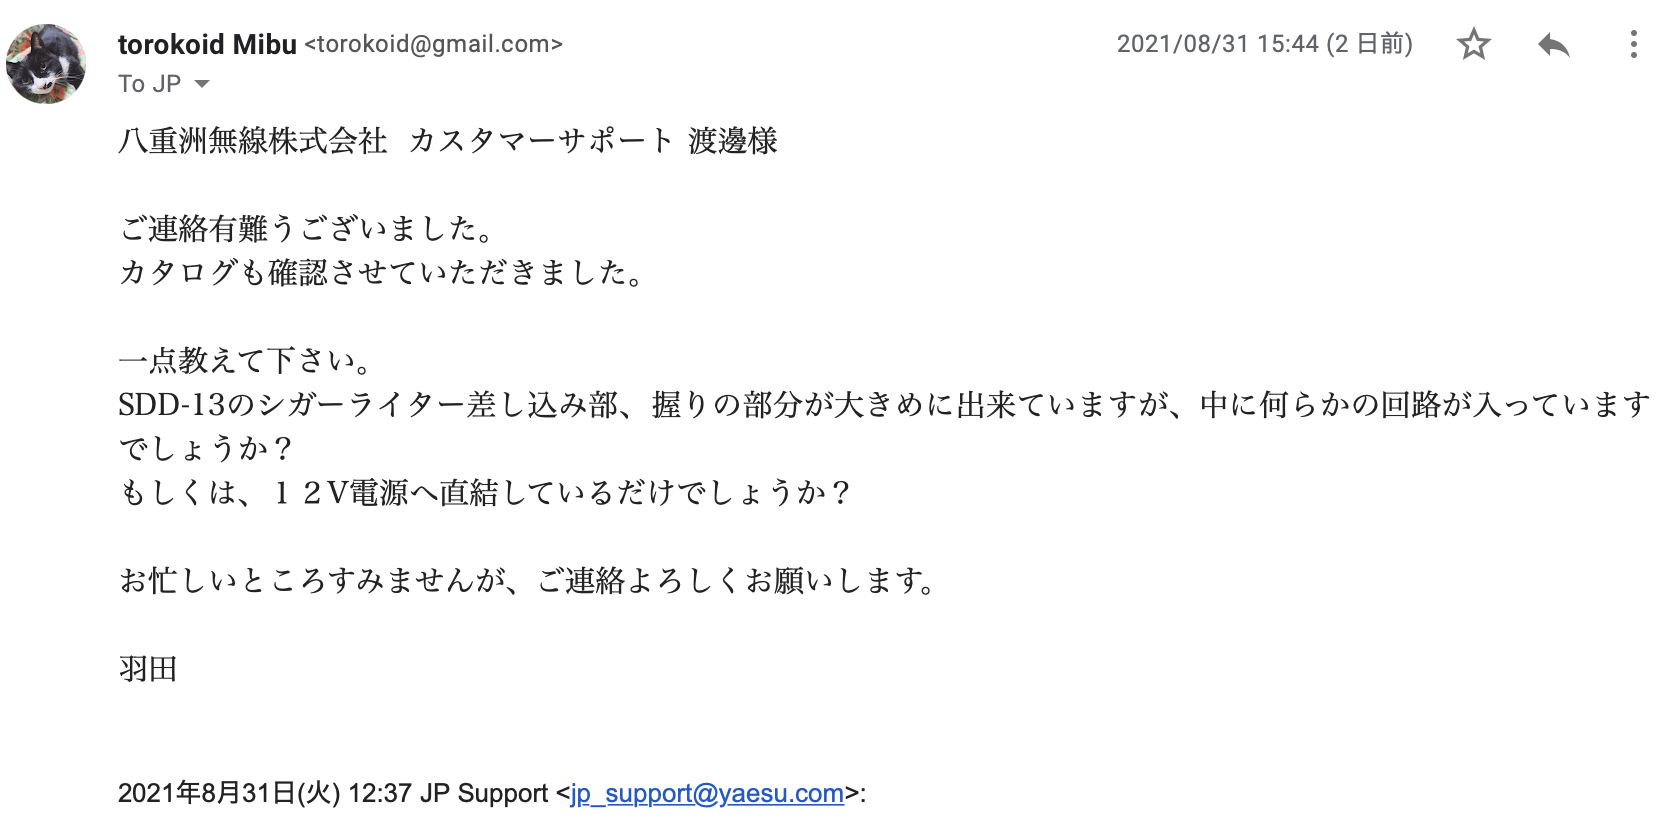 torokoid Mibu <torokoid@gmail.com>
2021/08/31 15:44 (2 日前)
To JP
八重洲無線株式会社 カスタマーサポート 渡邊様
ご連絡有難うございました。
カタログも確認させていただきました。
一点教えて下さい。
SDD-13のシガーライター差し込み部、握りの部分が大きめに出来ていますが、中に何らかの回路が入っています
でしょうか？
もしくは、１２V電源へ直結しているだけでしょうか？
お忙しいところすみませんが、ご連絡よろしくお願いします。
羽田
2021年8月31日(火) 12:37 JP Support <jp_support@yaesu.com>: